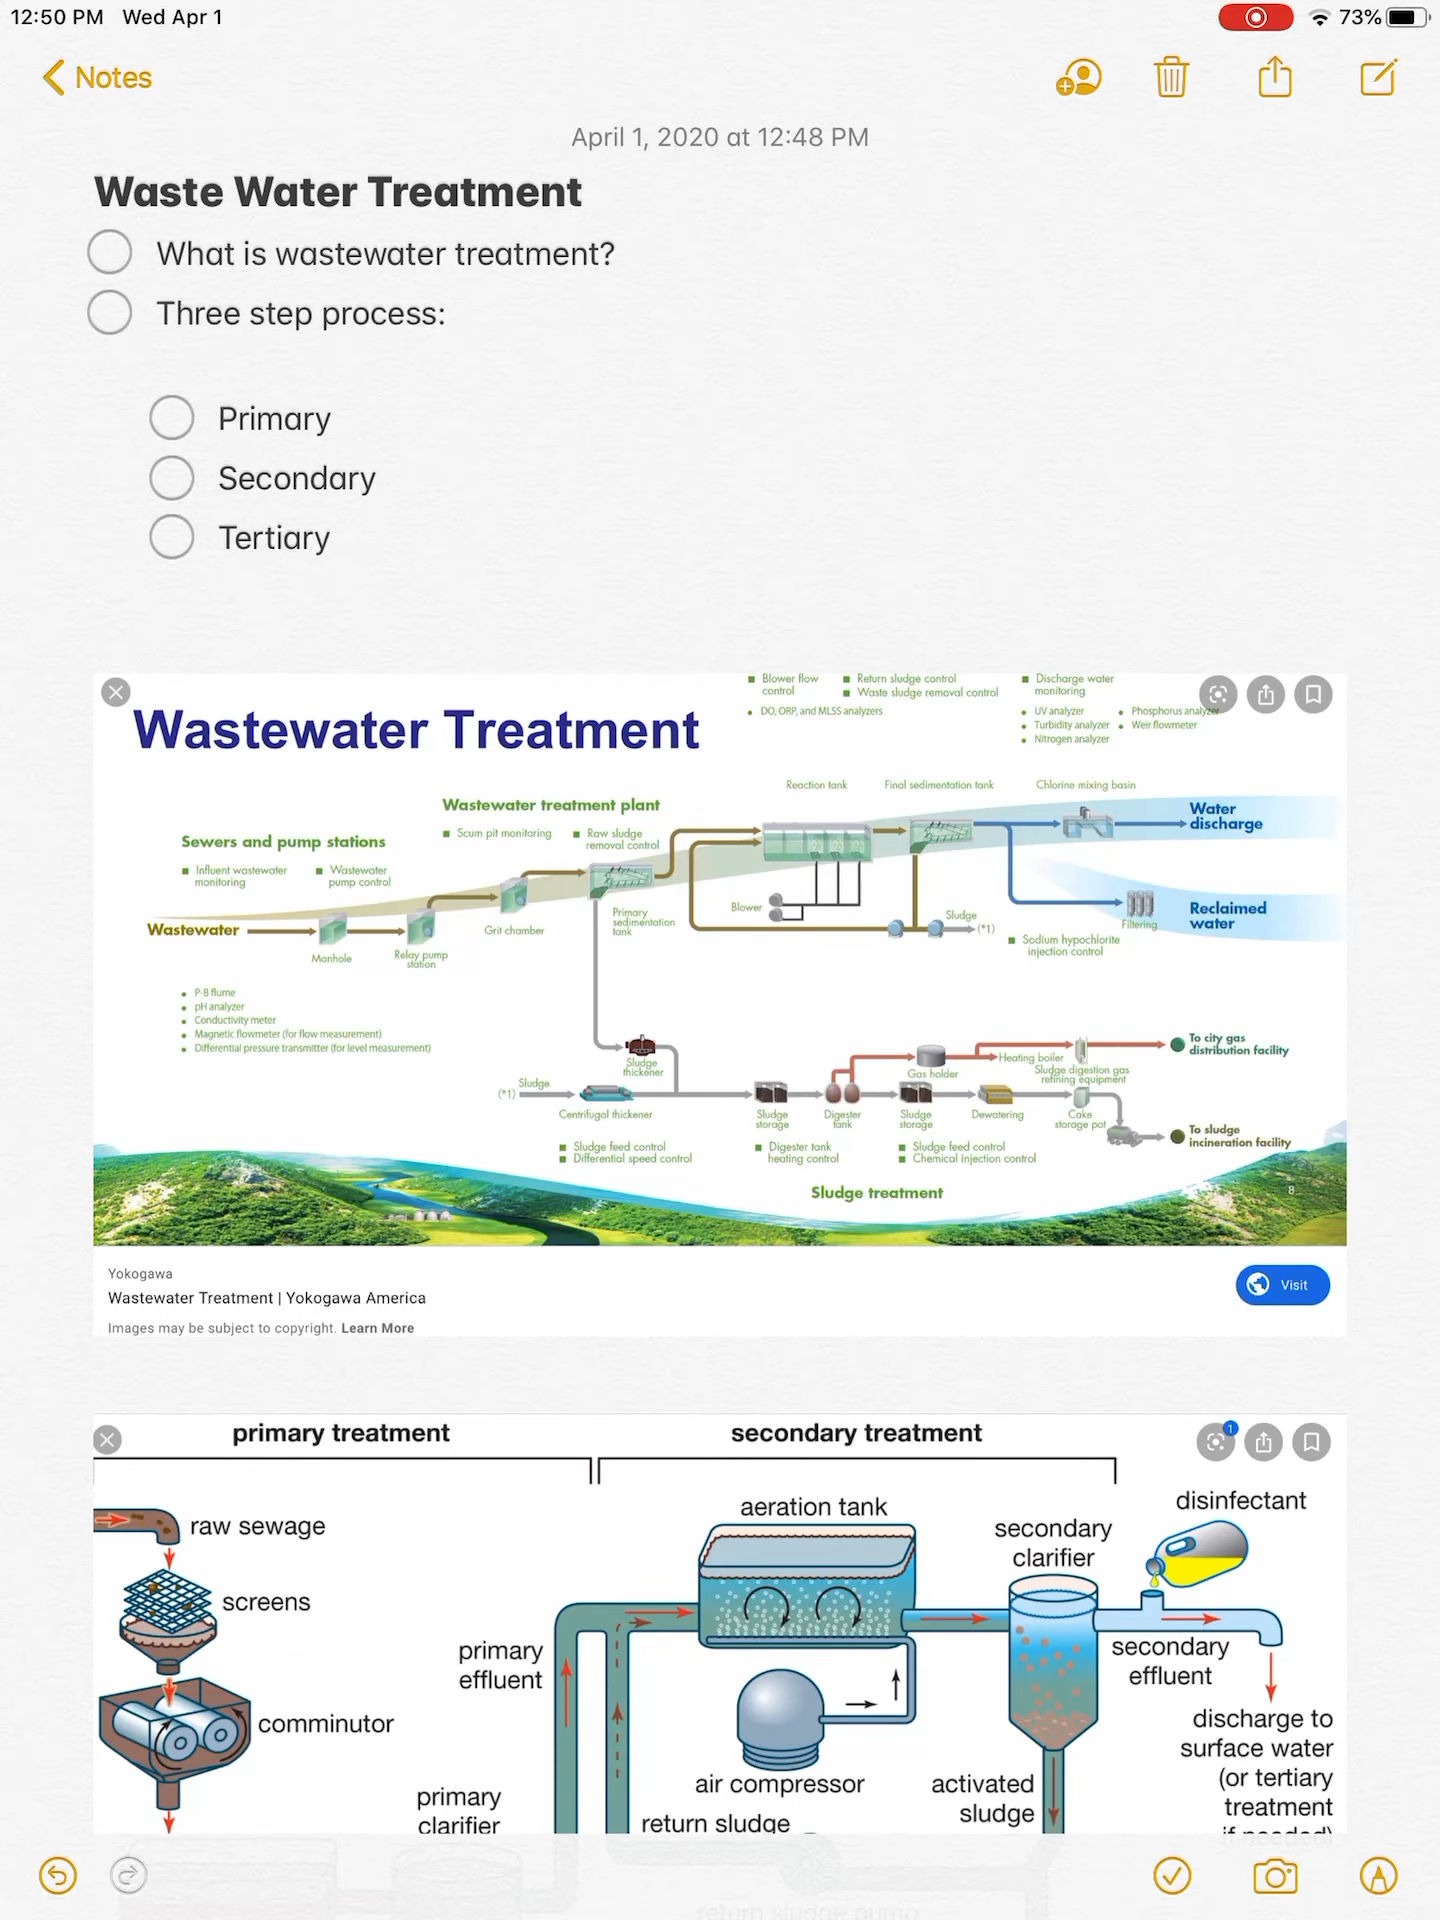 12:50 PM Wed Apr 1
73%
Notes
April 1, 2020 at 12:48 PM
Waste Water Treatment
What is wastewater treatment?
Three step process:
Primary
Secondary
Tertiary
Blower flow control
Return sludge control
Waste sludge removal control
DO, ORP, and MLSS analyzers
Discharge water monitoring
UV analyzer
Turbidity analyzer
Nitrogen analyzer
Phosphorus analyzer
Weir flowmeter
Wastewater Treatment
Reaction tank
Final sedimentation tank
Chlorine mixing basin
Wastewater treatment plant
Scum pit monitoring
Raw sludge removal control
Water discharge
Sewers and pump stations
Influent wastewater monitoring
Wastewater pump control
Wastewater
Manhole
Relay pump station
Grit chamber
Primary sedimentation tank
Blower
Sludge
(*1)
Filtering
Reclaimed water
Sodium hypochlorite injection control
P-B flume
pH analyzer
Conductivity meter
Magnetic flowmeter (for flow measurement)
Differential pressure transmitter (for level measurement)
Sludge thickener
Gas holder
Heating boiler
Sludge digestion gas refining equipment
To city gas distribution facility
(*1)
Sludge
Centrifugal thickener
Sludge storage
Digester tank
Sludge storage
Dewatering
Cake storage pot
To sludge incineration facility
Sludge feed control
Differential speed control
Digester tank heating control
Sludge feed control
Chemical injection control
Sludge treatment
8
Yokogawa
Wastewater Treatment | Yokogawa America
Images may be subject to copyright. Learn More
Visit
primary treatment
secondary treatment
1
raw sewage
screens
comminutor
primary effluent
primary clarifier
aeration tank
air compressor
return sludge
secondary clarifier
activated sludge
disinfectant
secondary effluent
discharge to
surface water
(or tertiary
treatment
if needed)
return sludge pump